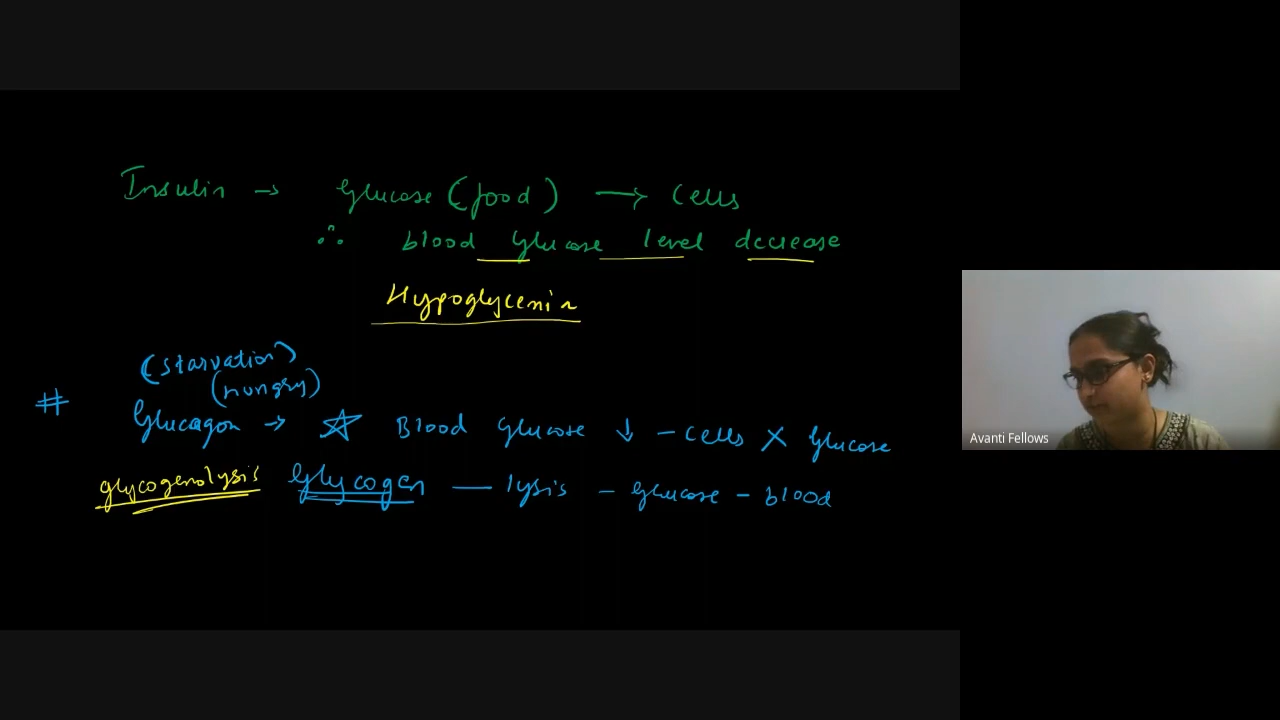 Insulin → Glucose (food) → cells
∴ blood glucose level decrease
Hypoglycemia
(starvation)
(hungry)
# Glucagon → ☆ Blood glucose ↓ - cells X glucose
glycogenolysis Glycogen — lysis - glucose - blood
Avanti Fellows